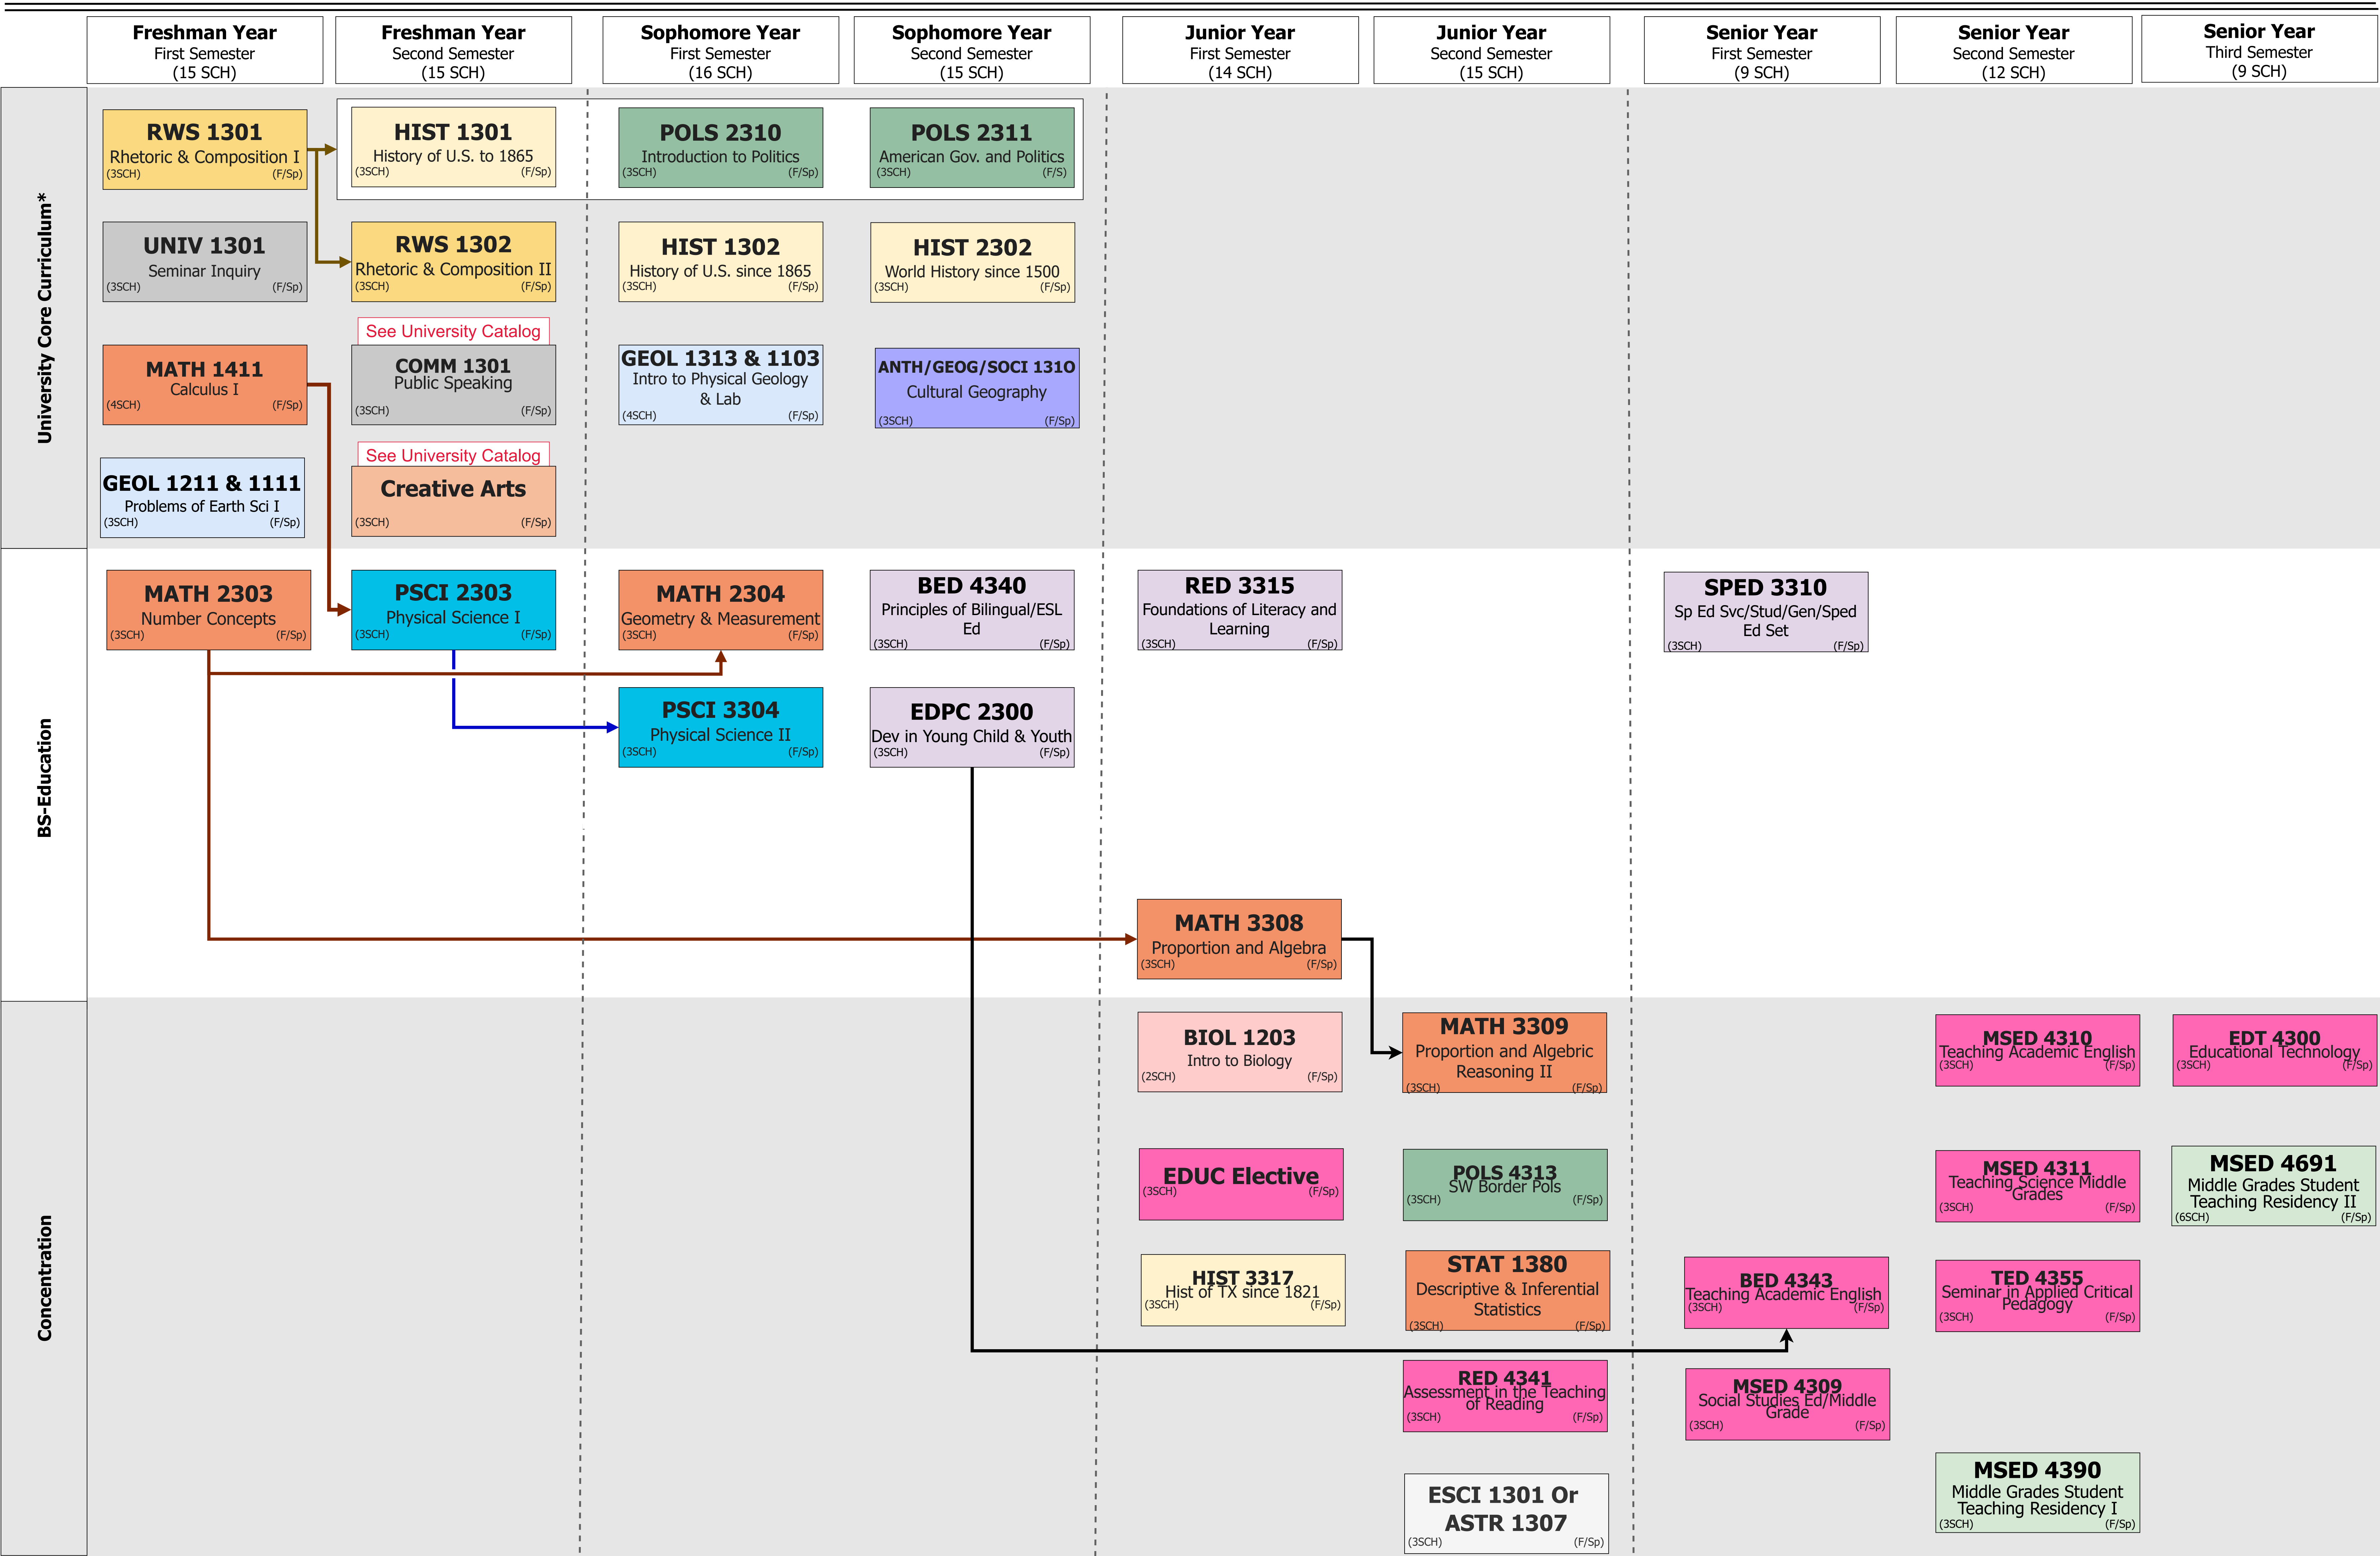 Freshman Year
First Semester
(15 SCH)
Freshman Year
Second Semester
(15 SCH)
Sophomore Year
First Semester
(16 SCH)
Sophomore Year
Second Semester
(15 SCH)
Junior Year
First Semester
(14 SCH)
Junior Year
Second Semester
(15 SCH)
Senior Year
First Semester
(9 SCH)
Senior Year
Second Semester
(12 SCH)
Senior Year
Third Semester
(9 SCH)
University Core Curriculum*
RWS 1301
Rhetoric & Composition I
(3SCH) (F/Sp)
HIST 1301
History of U.S. to 1865
(3SCH) (F/Sp)
POLS 2310
Introduction to Politics
(3SCH) (F/Sp)
POLS 2311
American Gov. and Politics
(3SCH) (F/S)
UNIV 1301
Seminar Inquiry
(3SCH) (F/Sp)
RWS 1302
Rhetoric & Composition II
(3SCH) (F/Sp)
HIST 1302
History of U.S. since 1865
(3SCH) (F/Sp)
HIST 2302
World History since 1500
(3SCH) (F/Sp)
MATH 1411
Calculus I
(4SCH) (F/Sp)
See University Catalog
COMM 1301
Public Speaking
(3SCH) (F/Sp)
GEOL 1313 & 1103
Intro to Physical Geology
& Lab
(4SCH) (F/Sp)
ANTH/GEOG/SOCI 131O
Cultural Geography
(3SCH) (F/Sp)
GEOL 1211 & 1111
Problems of Earth Sci I
(3SCH) (F/Sp)
See University Catalog
Creative Arts
(3SCH) (F/Sp)
BS-Education
MATH 2303
Number Concepts
(3SCH) (F/Sp)
PSCI 2303
Physical Science I
(3SCH) (F/Sp)
MATH 2304
Geometry & Measurement
(3SCH) (F/Sp)
BED 4340
Principles of Bilingual/ESL
Ed
(3SCH) (F/Sp)
RED 3315
Foundations of Literacy and
Learning
(3SCH) (F/Sp)
SPED 3310
Sp Ed Svc/Stud/Gen/Sped
Ed Set
(3SCH) (F/Sp)
PSCI 3304
Physical Science II
(3SCH) (F/Sp)
EDPC 2300
Dev in Young Child & Youth
(3SCH) (F/Sp)
MATH 3308
Proportion and Algebra
(3SCH) (F/Sp)
Concentration
BIOL 1203
Intro to Biology
(2SCH) (F/Sp)
MATH 3309
Proportion and Algebric
Reasoning II
(3SCH) (F/Sp)
MSED 4310
Teaching Academic English
(3SCH) (F/Sp)
EDT 4300
Educational Technology
(3SCH) (F/Sp)
EDUC Elective
(3SCH) (F/Sp)
POLS 4313
SW Border Pols
(3SCH) (F/Sp)
MSED 4311
Teaching Science Middle
Grades
(3SCH) (F/Sp)
MSED 4691
Middle Grades Student
Teaching Residency II
(6SCH) (F/Sp)
HIST 3317
Hist of TX since 1821
(3SCH) (F/Sp)
STAT 1380
Descriptive & Inferential
Statistics
(3SCH) (F/Sp)
BED 4343
Teaching Academic English
(3SCH) (F/Sp)
TED 4355
Seminar in Applied Critical
Pedagogy
(3SCH) (F/Sp)
RED 4341
Assessment in the Teaching
of Reading
(3SCH) (F/Sp)
MSED 4309
Social Studies Ed/Middle
Grade
(3SCH) (F/Sp)
ESCI 1301 Or
ASTR 1307
(3SCH) (F/Sp)
MSED 4390
Middle Grades Student
Teaching Residency I
(3SCH) (F/Sp)